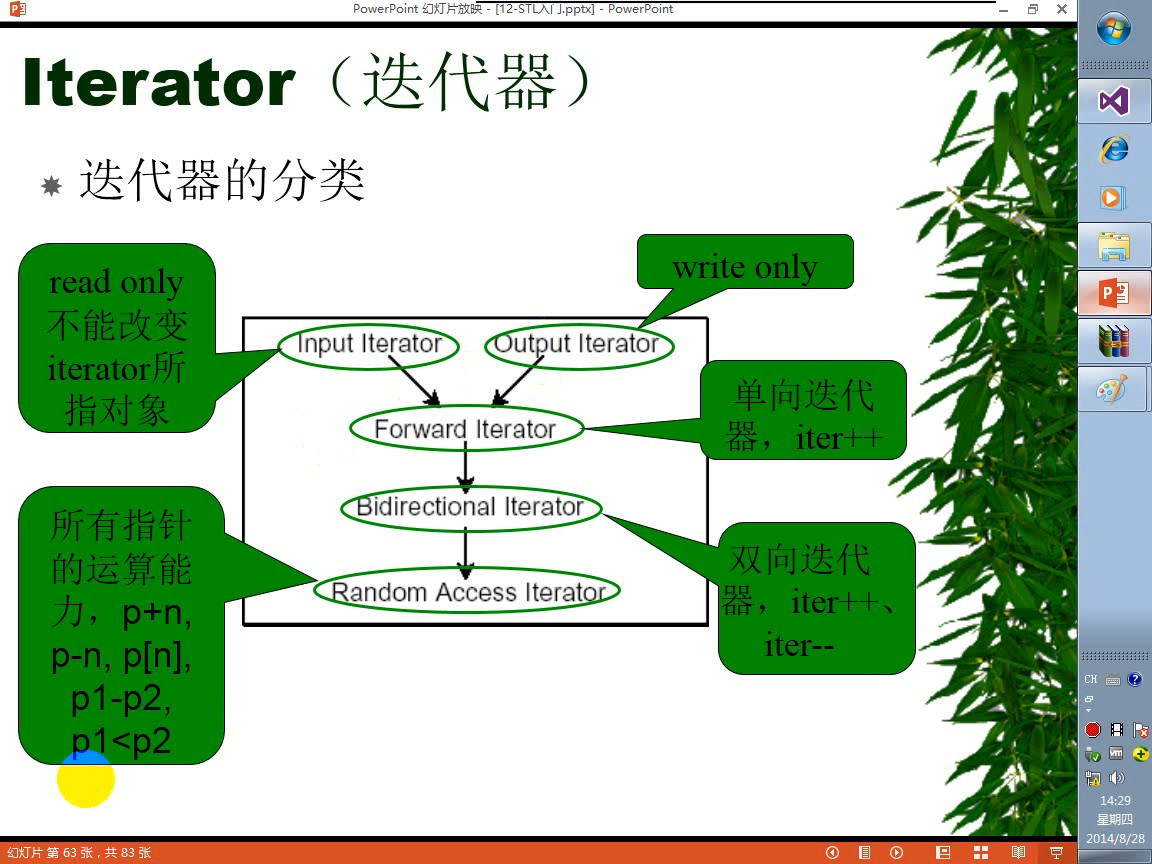 PowerPoint 幻灯片放映 - [12-STL入门.pptx] - PowerPoint
Iterator（迭代器）
迭代器的分类
read only
不能改变
iterator所
指对象
write only
Input Iterator
Output Iterator
单向迭代
器，iter++
Forward Iterator
Bidirectional Iterator
所有指针
的运算能
力，p+n,
p-n, p[n],
p1-p2,
p1<p2
双向迭代
器，iter++、
iter--
Random Access Iterator
CH
14:29
星期四
2014/8/28
幻灯片 第 63 张，共 83 张